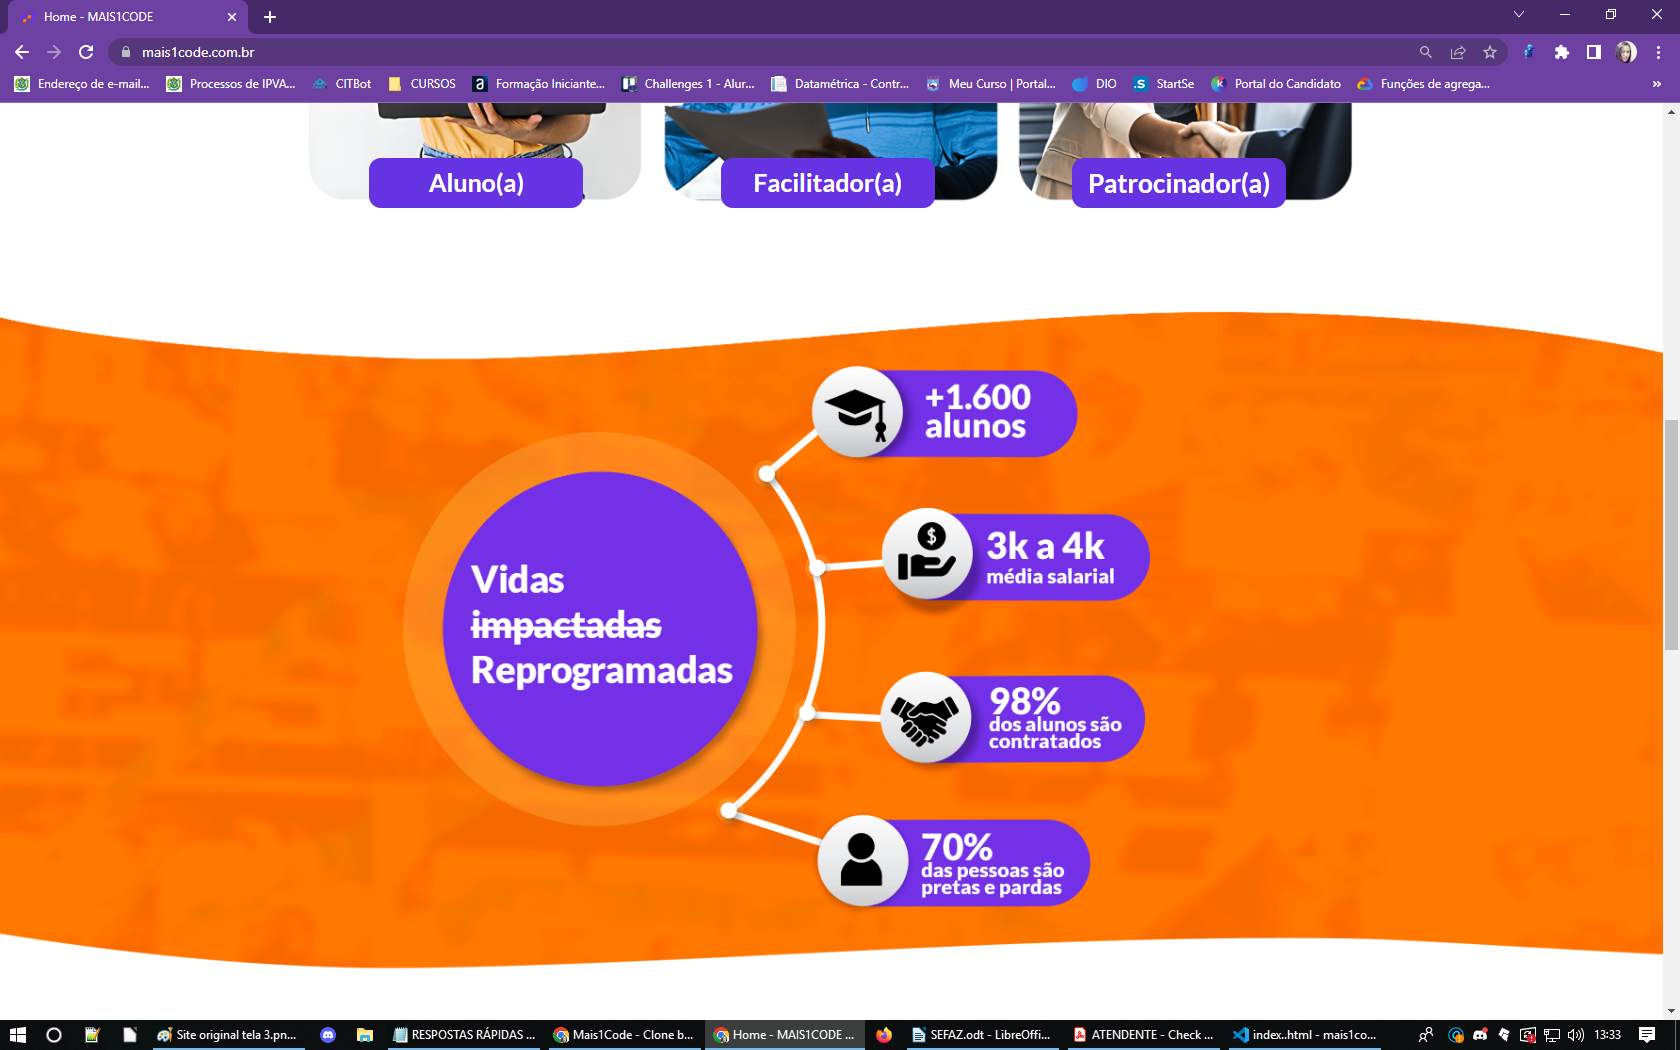 Home - MAIS1CODE
mais1code.com.br
Endereço de e-mail...
Processos de IPVA...
CITBot
CURSOS
Formação Iniciante...
Challenges 1 - Alur...
Datamétrica - Contr...
Meu Curso | Portal...
DIO
StartSe
Portal do Candidato
Funções de agrega...
»
Aluno(a)
Facilitador(a)
Patrocinador(a)
Vidas
impactadas
Reprogramadas
+1.600
alunos
3k a 4k
média salarial
98%
dos alunos são
contratados
70%
das pessoas são
pretas e pardas
Site original tela 3.pn...
RESPOSTAS RÁPIDAS ...
Mais1Code - Clone b...
Home - MAIS1CODE ...
SEFAZ.odt - LibreOffi...
ATENDENTE - Check ...
index..html - mais1co...
13:33